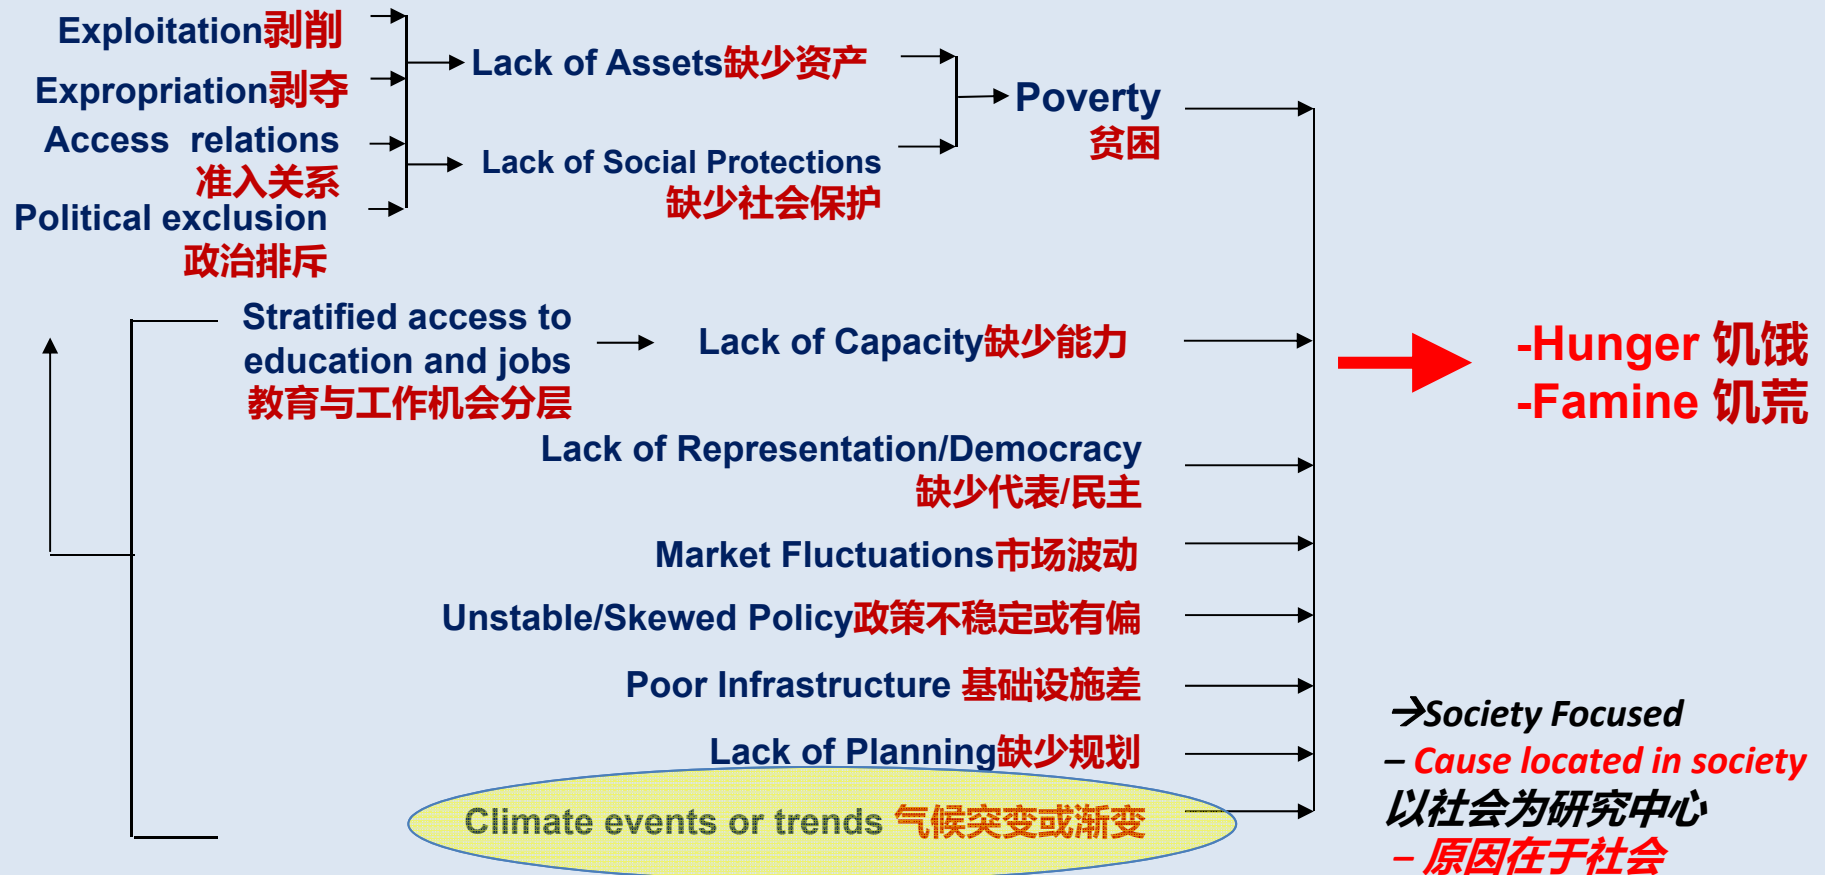 Exploitation剥削
Expropriation剥夺
Access relations
准入关系
Political exclusion
政治排斥
Lack of Assets缺少资产
Lack of Social Protections
缺少社会保护
Poverty
贫困
Stratified access to
education and jobs
教育与工作机会分层
Lack of Capacity缺少能力
Lack of Representation/Democracy
缺少代表/民主
Market Fluctuations市场波动
Unstable/Skewed Policy政策不稳定或有偏
Poor Infrastructure 基础设施差
Lack of Planning缺少规划
Climate events or trends 气候突变或渐变
-Hunger 饥饿
-Famine 饥荒
→Society Focused
– Cause located in society
以社会为研究中心
– 原因在于社会